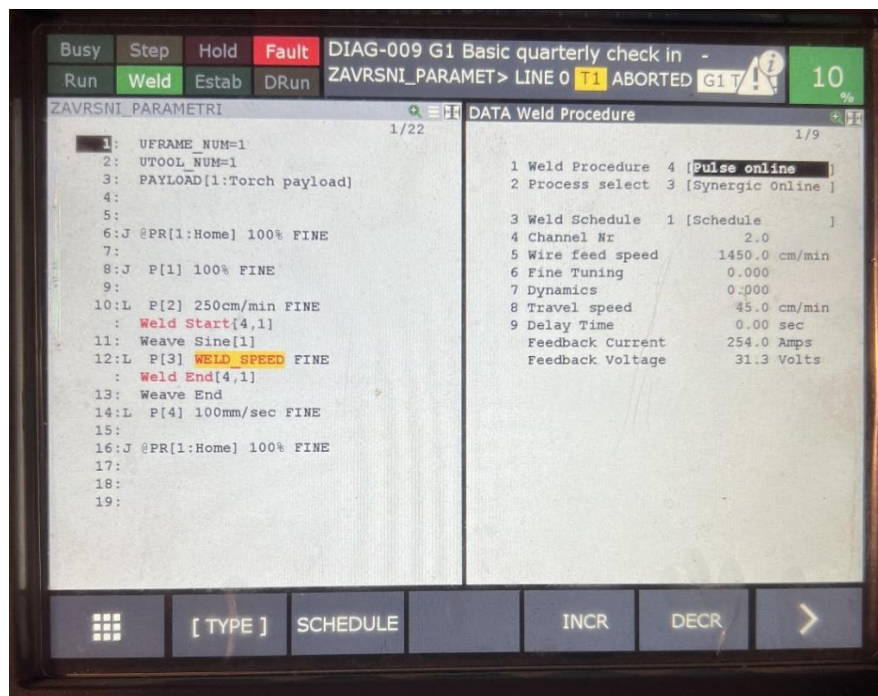 Busy Step Hold Fault DIAG-009 G1 Basic quarterly check in -
Run Weld Estab DRun ZAVRSNI_PARAMET> LINE 0 T1 ABORTED G1 T
10
%
ZAVRSNI_PARAMETRI
1/22
1: UFRAME_NUM=1
2: UTOOL_NUM=1
3: PAYLOAD[1:Torch payload]
4:
5:
6:J @PR[1:Home] 100% FINE
7:
8:J P[1] 100% FINE
9:
10:L P[2] 250cm/min FINE
: Weld Start[4,1]
11: Weave Sine[1]
12:L P[3] WELD_SPEED FINE
: Weld End[4,1]
13: Weave End
14:L P[4] 100mm/sec FINE
15:
16:J @PR[1:Home] 100% FINE
17:
18:
19:
DATA Weld Procedure
1/9
1 Weld Procedure 4 [Pulse online ]
2 Process select 3 [Synergic Online ]
3 Weld Schedule 1 [Schedule ]
4 Channel Nr 2.0
5 Wire feed speed 1450.0 cm/min
6 Fine Tuning 0.000
7 Dynamics 0.000
8 Travel speed 45.0 cm/min
9 Delay Time 0.00 sec
Feedback Current 254.0 Amps
Feedback Voltage 31.3 Volts
[ TYPE ] SCHEDULE INCR DECR >